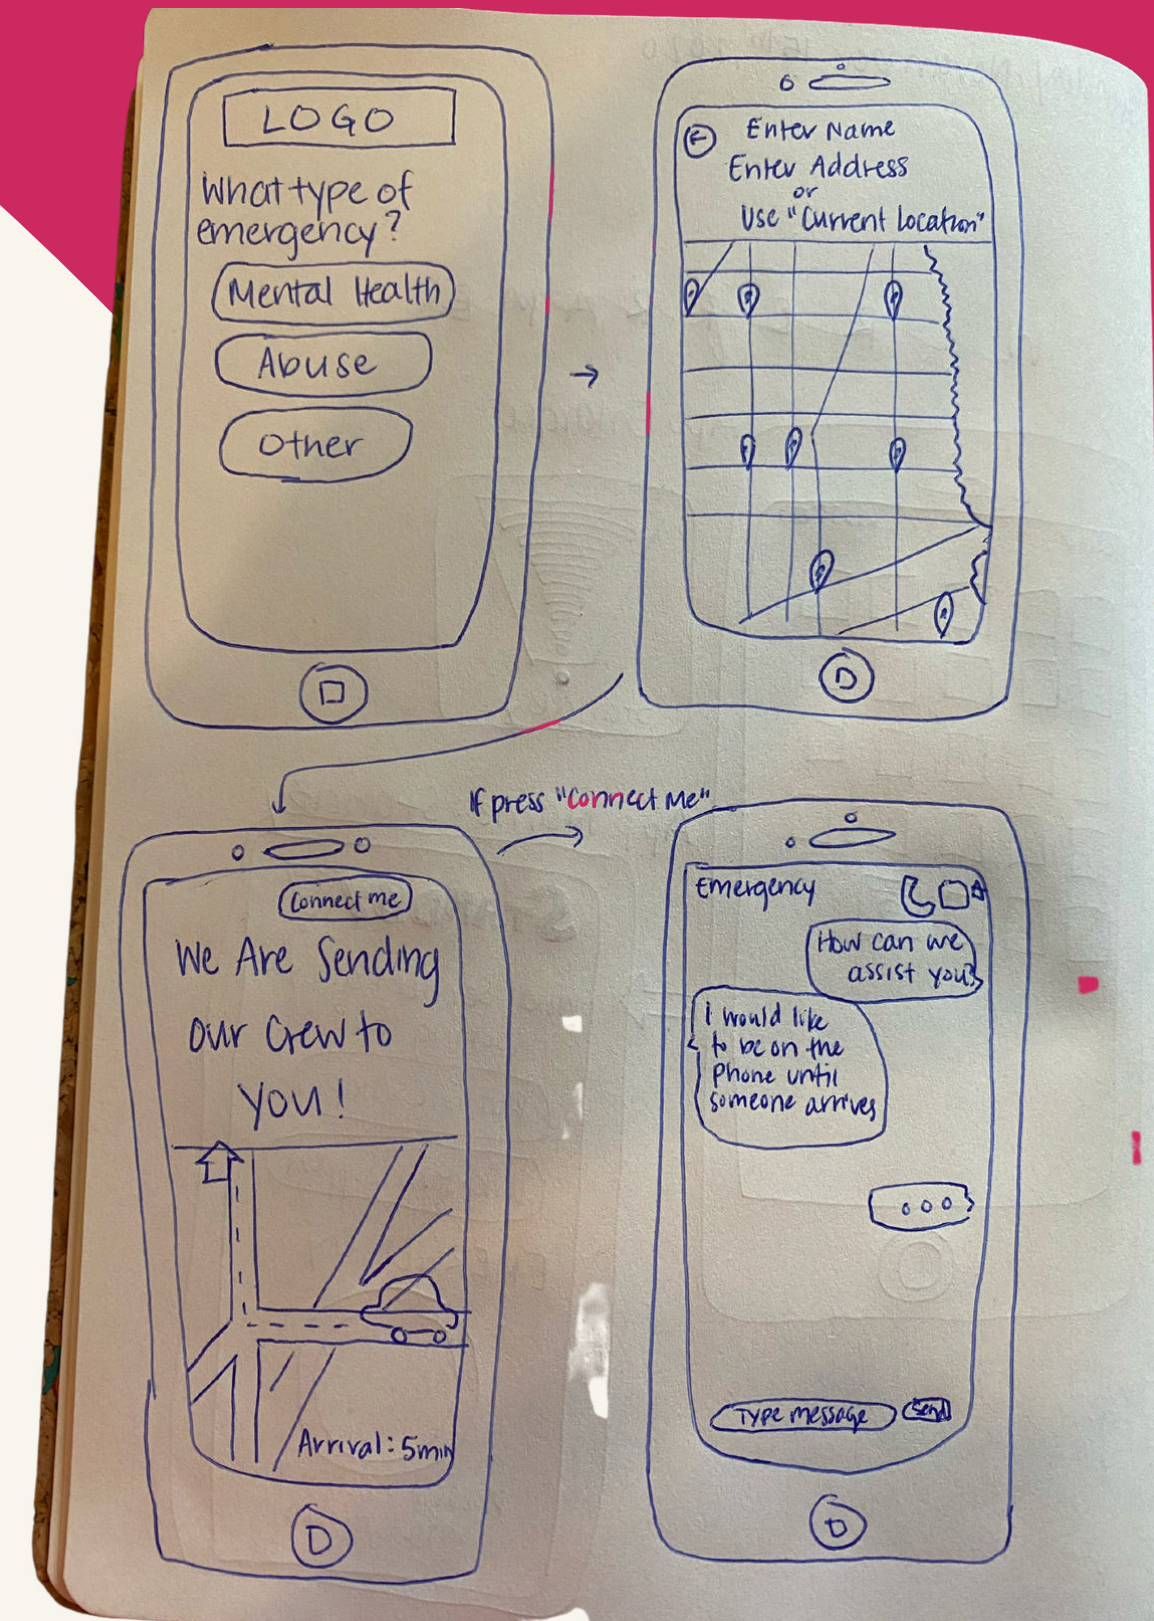 LOGO
What type of
emergency?
Mental Health
Abuse
Other
Enter Name
Enter Address
or
Use "Current Location"
If press "Connect Me"
Connect me
We Are Sending
our Crew to
you!
Arrival: 5min
Emergency
How can we
assist you?
I would like
to be on the
phone until
someone arrives
Type message
Send